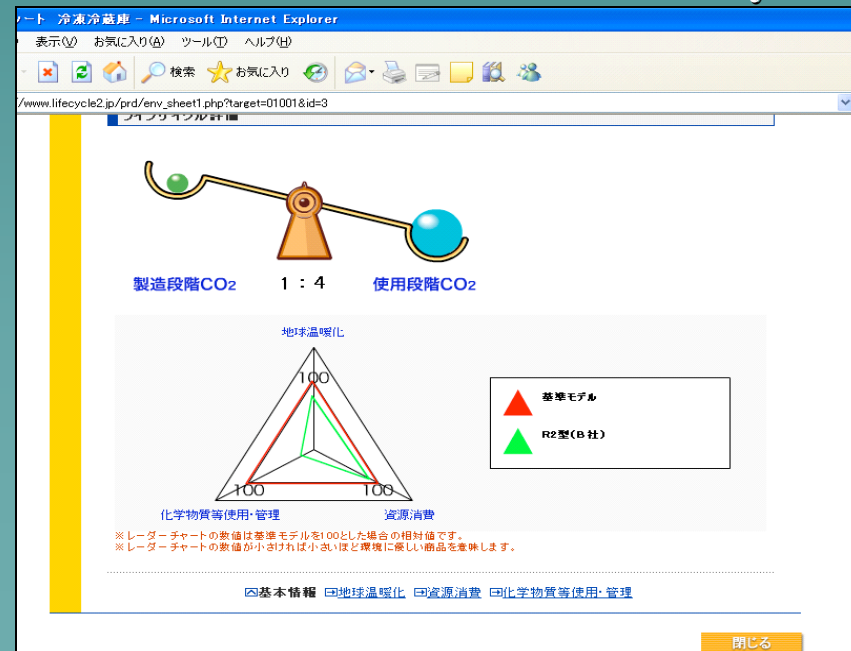 ート 冷凍冷蔵庫 - Microsoft Internet Explorer
表示(V) お気に入り(A) ツール(T) ヘルプ(H)
検索 お気に入り
/www.lifecycle2.jp/prd/env_sheet1.php?target=01001&id=3
ライフサイクル評価
製造段階CO2 1 : 4 使用段階CO2
地球温暖化
100
基準モデル
R2型(B社)
100 100
化学物質等使用・管理 資源消費
※レーダーチャートの数値は基準モデルを100とした場合の相対値です。
※レーダーチャートの数値が小さければ小さいほど環境に優しい商品を意味します。
基本情報 地球温暖化 資源消費 化学物質等使用・管理
閉じる